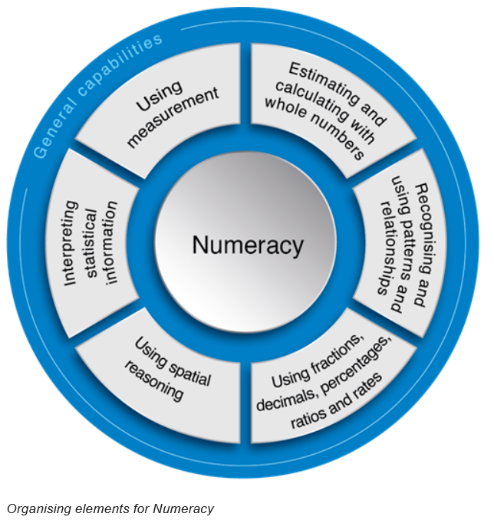 General capabilities
Using
measurement
Estimating and
calculating with
whole numbers
Recognising and
using patterns and
relationships
Using fractions,
decimals, percentages,
ratios and rates
Using spatial
reasoning
Interpreting
statistical
information
Numeracy
Organising elements for Numeracy